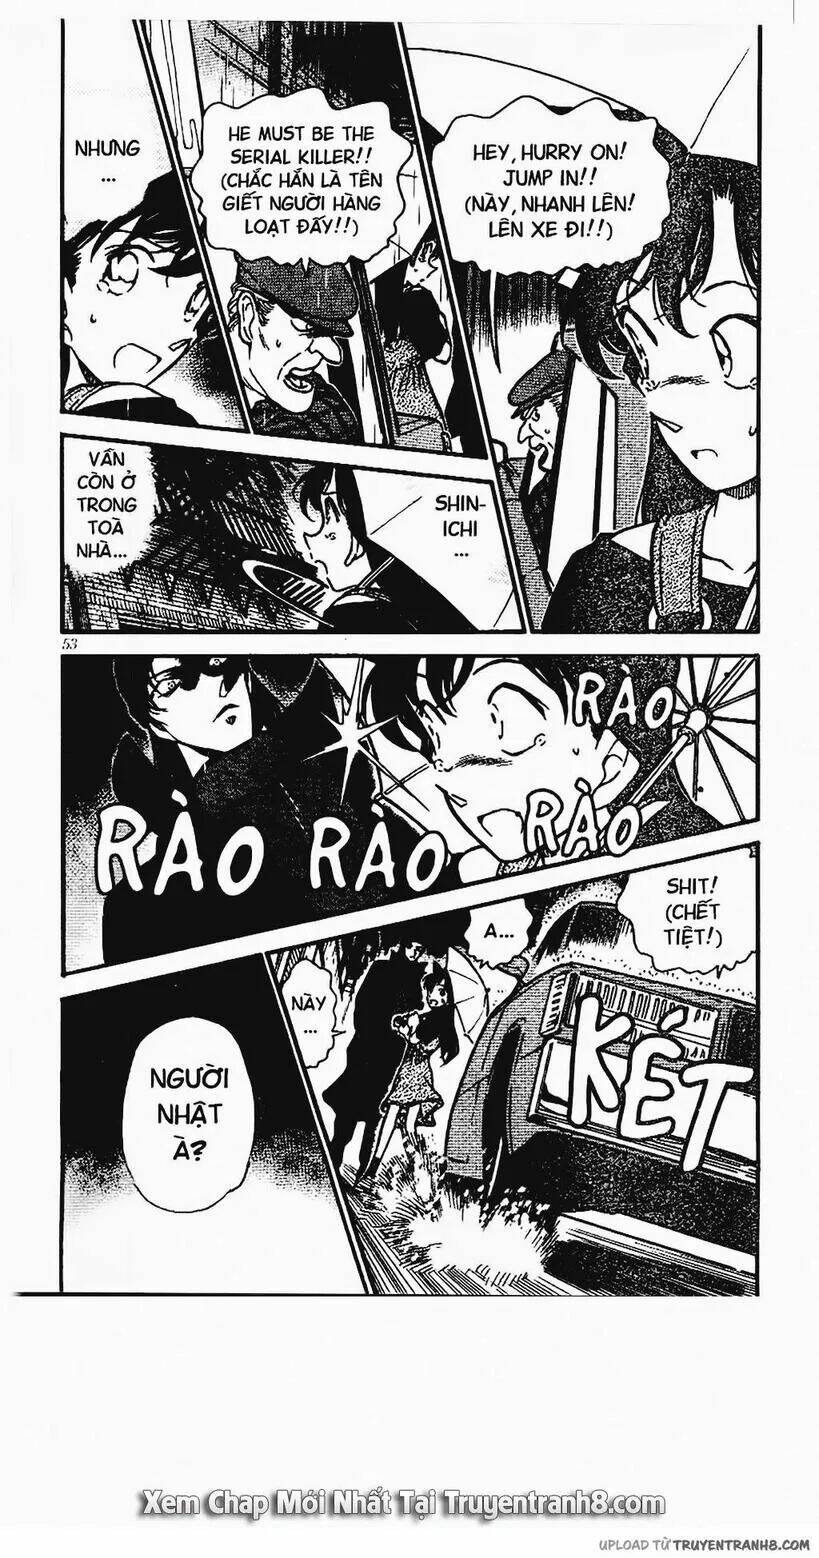 HEY, HURRY ON!
JUMP IN!!
(NÀY, NHANH LÊN!
LÊN XE ĐI!!)
HE MUST BE THE
SERIAL KILLER!!
(CHẮC HẲN LÀ TÊN
GIẾT NGƯỜI HÀNG
LOẠT ĐẤY!!)
NHƯNG
...
SHIN-
ICHI
...
VẪN
CÒN Ở
TRONG
TOÀ
NHÀ...
53
RÀO
RÀO
RÀO
RÀO
SHIT!
(CHẾT
TIỆT!)
A...
KÉT
NÀY
...
NGƯỜI
NHẬT
À?
Xem Chap Mới Nhất Tại Truyentranh8.com
UPLOAD TỪ TRUYENTRANH8.COM